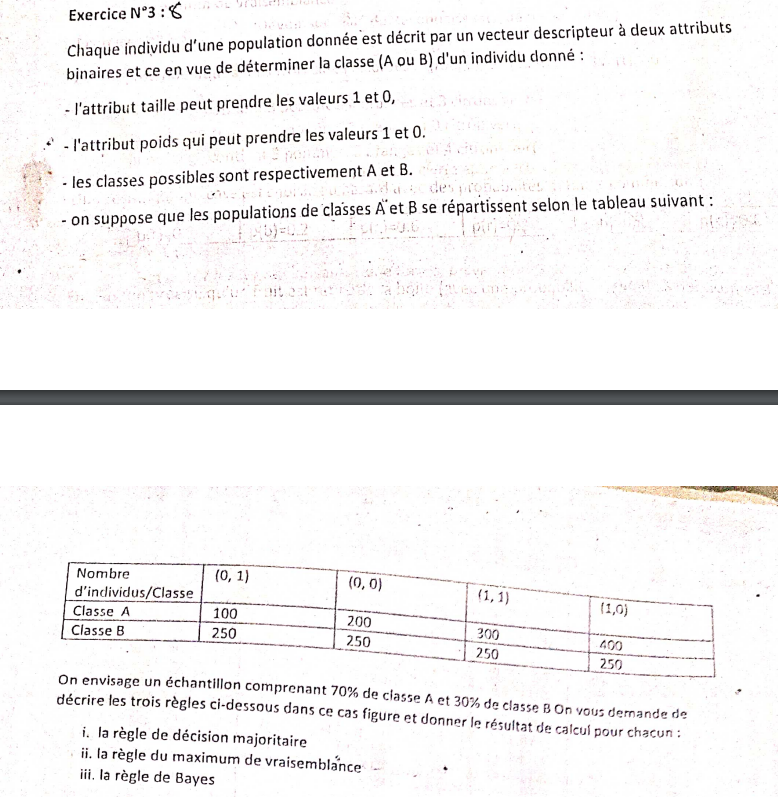 Exercice N°3 :
Chaque individu d'une population donnée est décrit par un vecteur descripteur à deux attributs
binaires et ce en vue de déterminer la classe (A ou B) d'un individu donné :
- l'attribut taille peut prendre les valeurs 1 et 0,
- l'attribut poids qui peut prendre les valeurs 1 et 0.
- les classes possibles sont respectivement A et B.
- on suppose que les populations de classes A et B se répartissent selon le tableau suivant :
Nombre d'individus/Classe (0, 1) (0, 0) (1, 1) (1,0)
Classe A 100 200 300 400
Classe B 250 250 250 250
On envisage un échantillon comprenant 70% de classe A et 30% de classe B On vous demande de
décrire les trois règles ci-dessous dans ce cas figure et donner le résultat de calcul pour chacun :
i. la règle de décision majoritaire
ii. la règle du maximum de vraisemblance
iii. la règle de Bayes